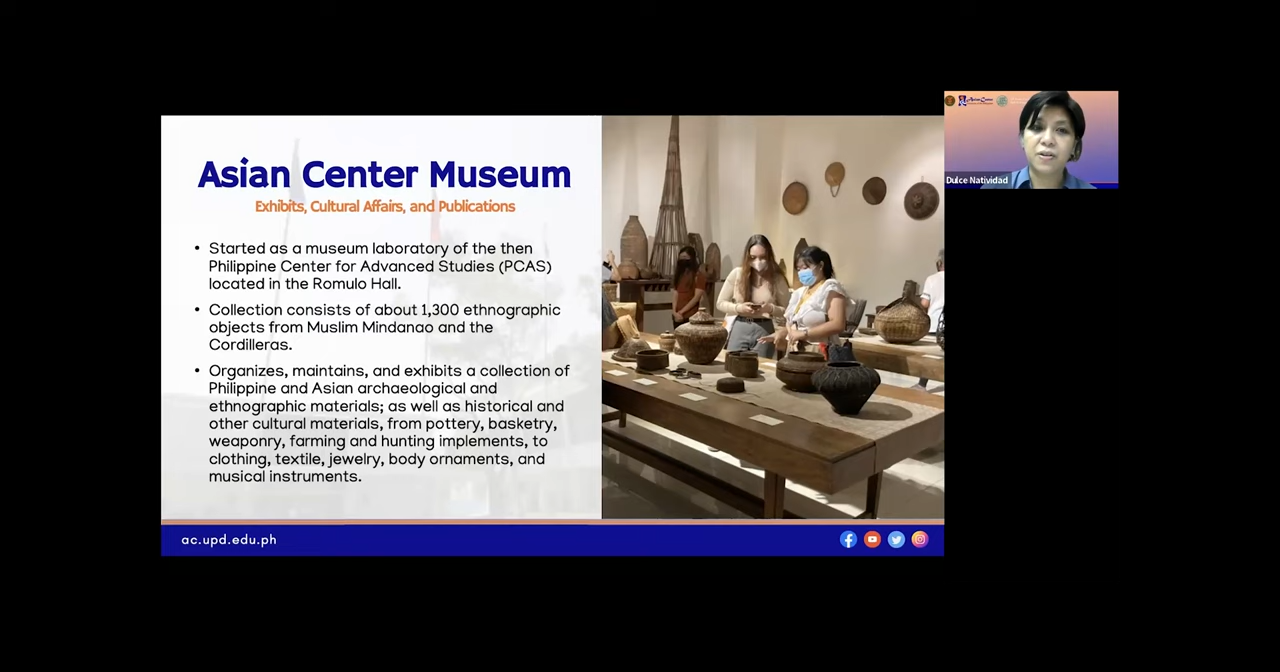 Asian Center Museum
Exhibits, Cultural Affairs, and Publications
• Started as a museum laboratory of the then
Philippine Center for Advanced Studies (PCAS)
located in the Romulo Hall.
• Collection consists of about 1,300 ethnographic
objects from Muslim Mindanao and the
Cordilleras.
• Organizes, maintains, and exhibits a collection of
Philippine and Asian archaeological and
ethnographic materials; as well as historical and
other cultural materials, from pottery, basketry,
weaponry, farming and hunting implements, to
clothing, textile, jewelry, body ornaments, and
musical instruments.
ac.upd.edu.ph
Asian Center
Dulce Natividad